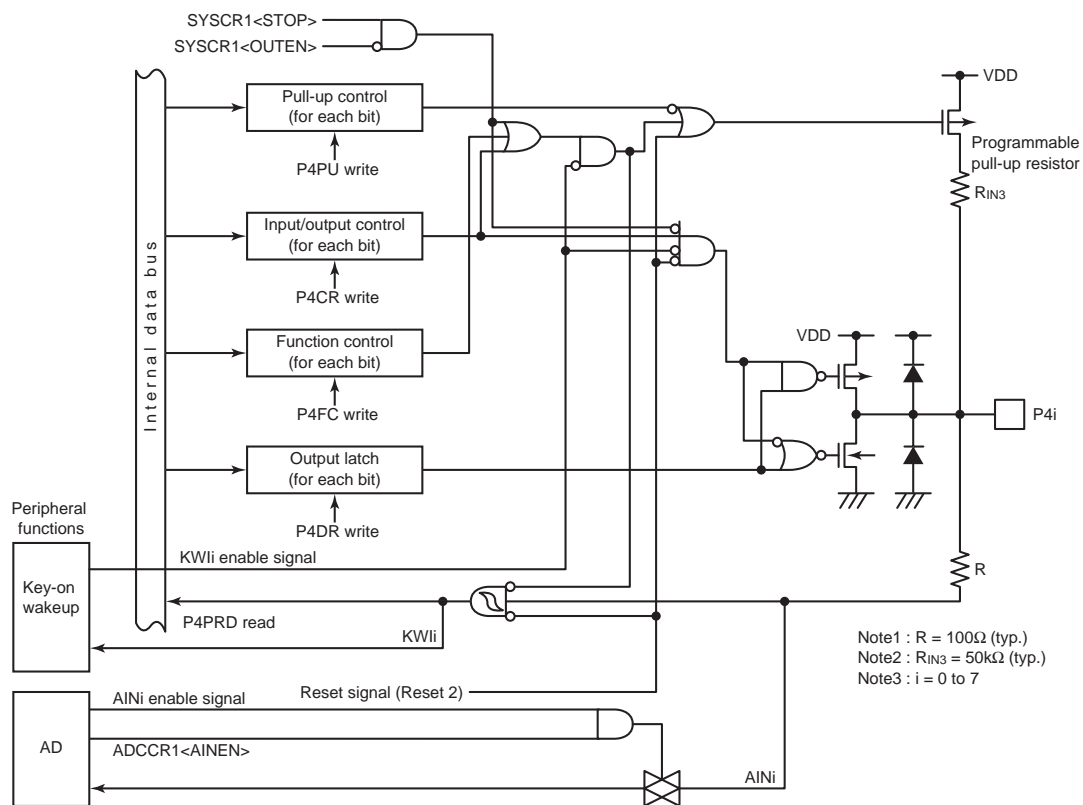 SYSCR1<STOP>
SYSCR1<OUTEN>
VDD
Pull-up control
(for each bit)
Programmable
pull-up resistor
P4PU write
RIN3
Internal data bus
Input/output control
(for each bit)
P4CR write
VDD
Function control
(for each bit)
P4FC write
P4i
Output latch
(for each bit)
Peripheral
functions
P4DR write
KWIi enable signal
Key-on
wakeup
R
P4PRD read
KWIi
Note1 : R = 100Ω (typ.)
Note2 : RIN3 = 50kΩ (typ.)
Note3 : i = 0 to 7
Reset signal (Reset 2)
AINi enable signal
AD
ADCCR1<AINEN>
AINi